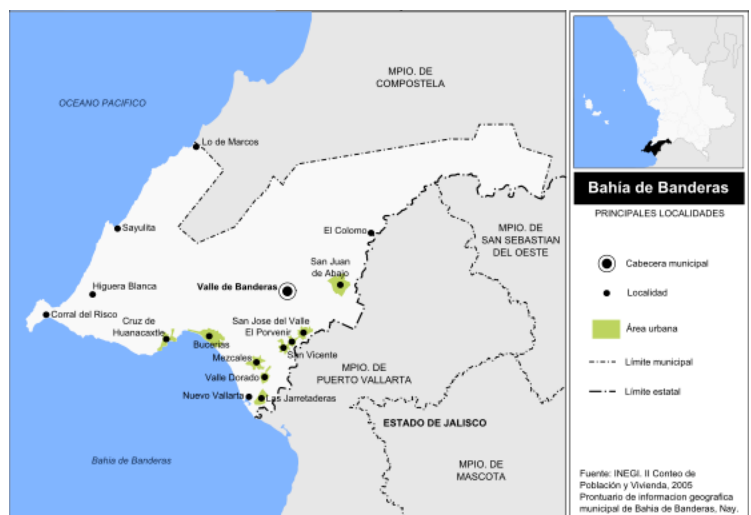 MPIO. DE
COMPOSTELA
OCEANO PACIFICO
Lo de Marcos
Sayulita
El Colomo
MPIO. DE
SAN SEBASTIAN
DEL OESTE
San Juan
de Abajo
Valle de Banderas
Higuera Blanca
Corral del Risco
Cruz de
Huanacaxtle
San Jose del Valle
El Porvenir
Bucerias
San Vicente
Mezcales
MPIO. DE
PUERTO VALLARTA
Valle Dorado
Nuevo Vallarta
Las Jarretaderas
ESTADO DE JALISCO
Bahía de Banderas
MPIO. DE
MASCOTA
Bahía de Banderas
PRINCIPALES LOCALIDADES
Cabecera municipal
Localidad
Área urbana
Límite municipal
Límite estatal
Fuente: INEGI. II Conteo de
Población y Vivienda, 2005
Prontuario de informacion geografica
municipal de Bahia de Banderas, Nay.